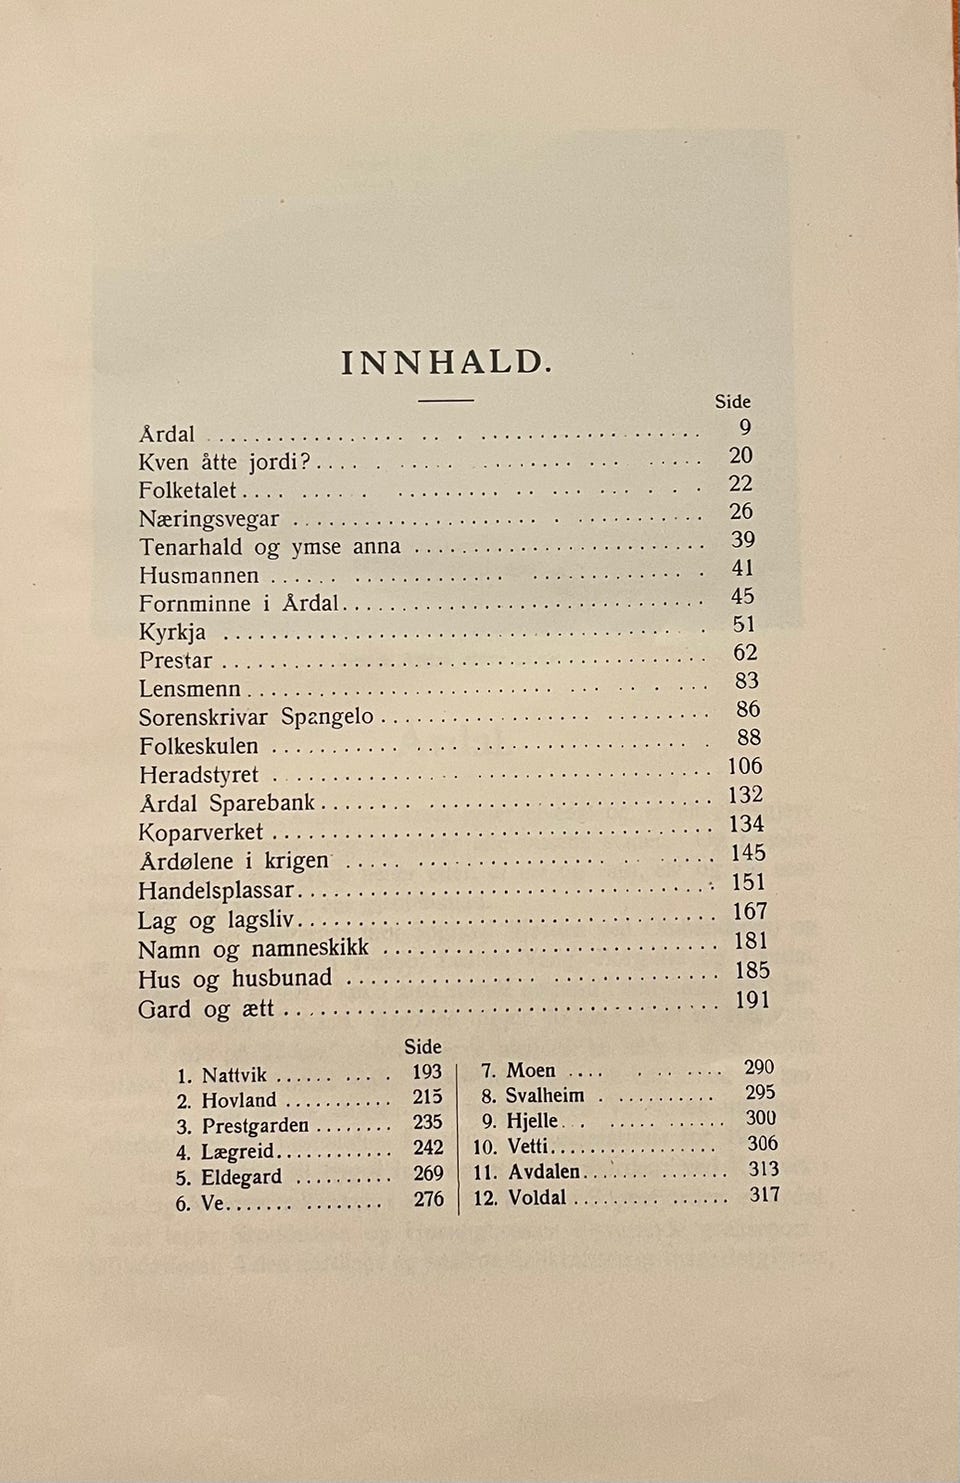 INNHALD.
Side
Årdal 9
Kven åtte jordi? 20
Folketalet 22
Næringsvegar 26
Tenarhald og ymse anna 39
Husmannen 41
Fornminne i Årdal 45
Kyrkja 51
Prestar 62
Lensmenn 83
Sorenskrivar Spangelo 86
Folkeskulen 88
Heradstyret 106
Årdal Sparebank 132
Koparverket 134
Årdølene i krigen 145
Handelsplassar 151
Lag og lagsliv 167
Namn og namneskikk 181
Hus og husbunad 185
Gard og ætt 191
Side
1. Nattvik 193
2. Hovland 215
3. Prestgarden 235
4. Lægreid 242
5. Eldegard 269
6. Ve 276
7. Moen 290
8. Svalheim 295
9. Hjelle 300
10. Vetti 306
11. Avdalen 313
12. Voldal 317